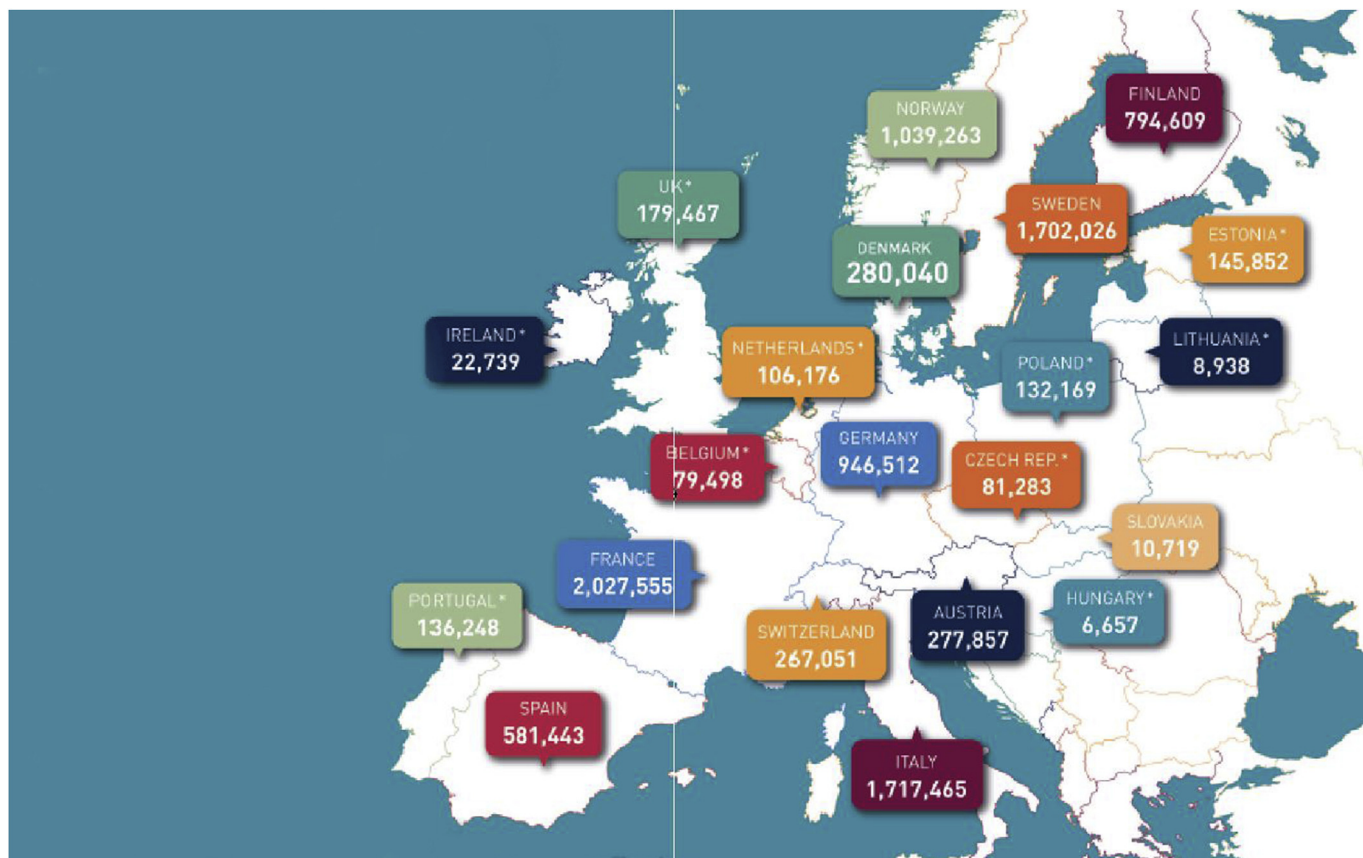 FINLAND
794,609
NORWAY
1,039,263
UK*
179,467
SWEDEN
1,702,026
ESTONIA*
145,852
DENMARK
280,040
IRELAND*
22,739
NETHERLANDS*
106,176
LITHUANIA*
8,938
POLAND*
132,169
GERMANY
946,512
BELGIUM*
79,498
CZECH REP.*
81,283
SLOVAKIA
10,719
FRANCE
2,027,555
PORTUGAL*
136,248
AUSTRIA
277,857
HUNGARY*
6,657
SWITZERLAND
267,051
SPAIN
581,443
ITALY
1,717,465